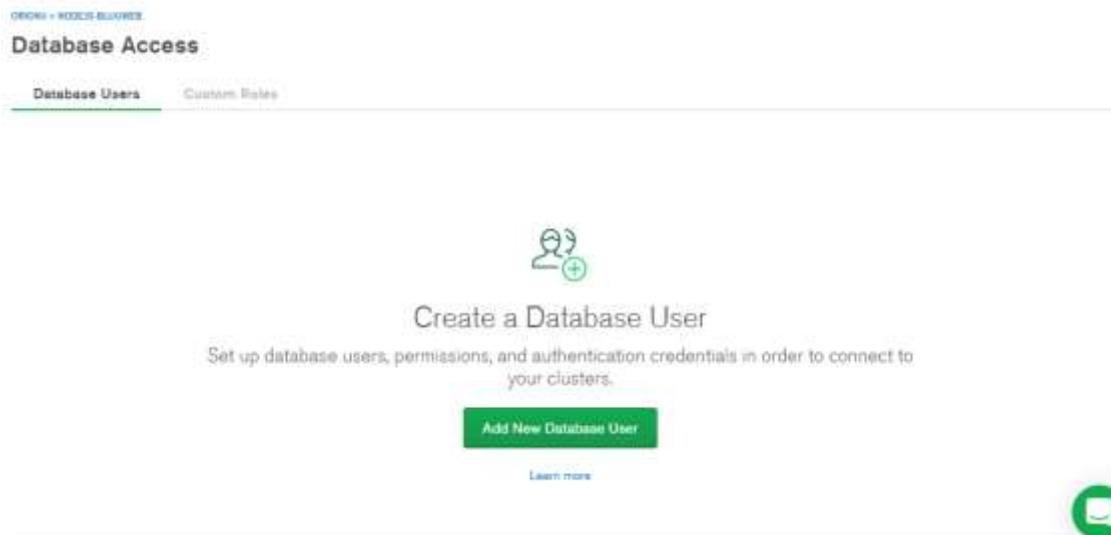 Database Access
Database Users Custom Roles
Create a Database User
Set up database users, permissions, and authentication credentials in order to connect to
your clusters.
Add New Database User
Learn more